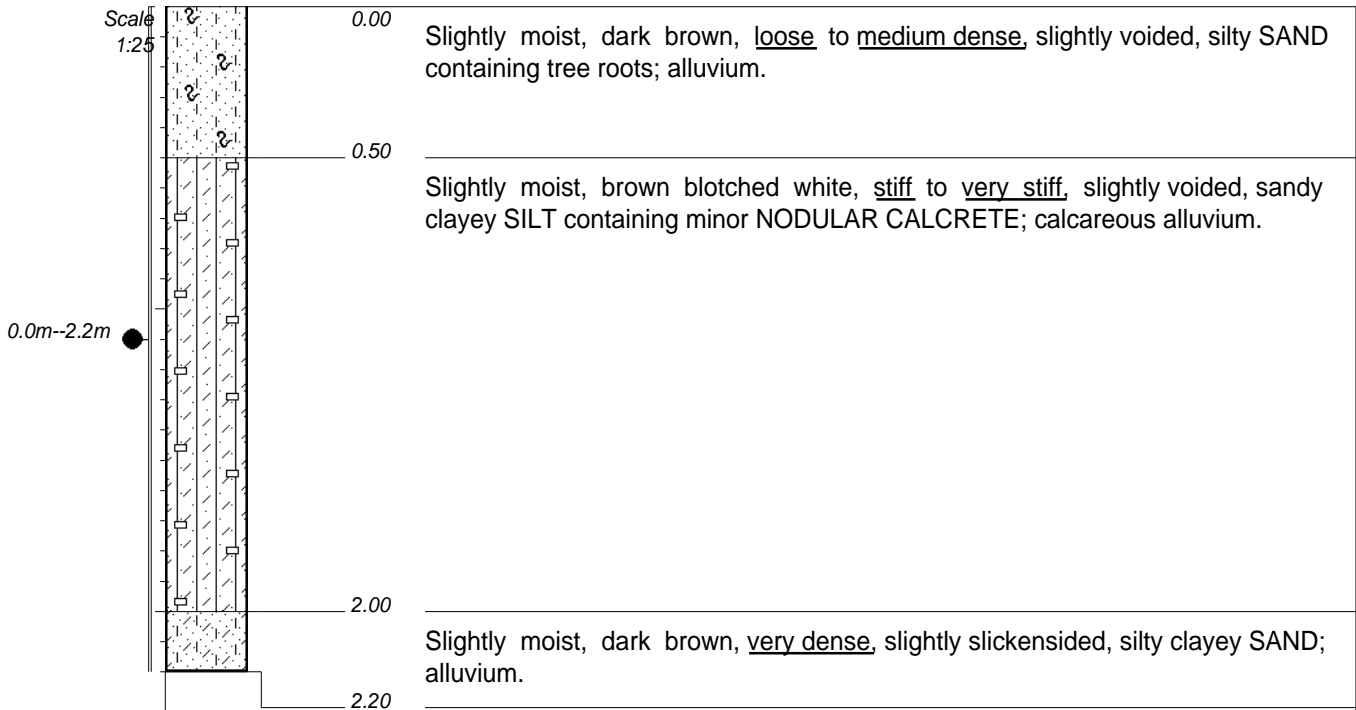 Scale
1:25
0.00
Slightly moist, dark brown, loose to medium dense, slightly voided, silty SAND
containing tree roots; alluvium.
0.50
Slightly moist, brown blotched white, stiff to very stiff, slightly voided, sandy
clayey SILT containing minor NODULAR CALCRETE; calcareous alluvium.
0.0m--2.2m
2.00
Slightly moist, dark brown, very dense, slightly slickensided, silty clayey SAND;
alluvium.
2.20